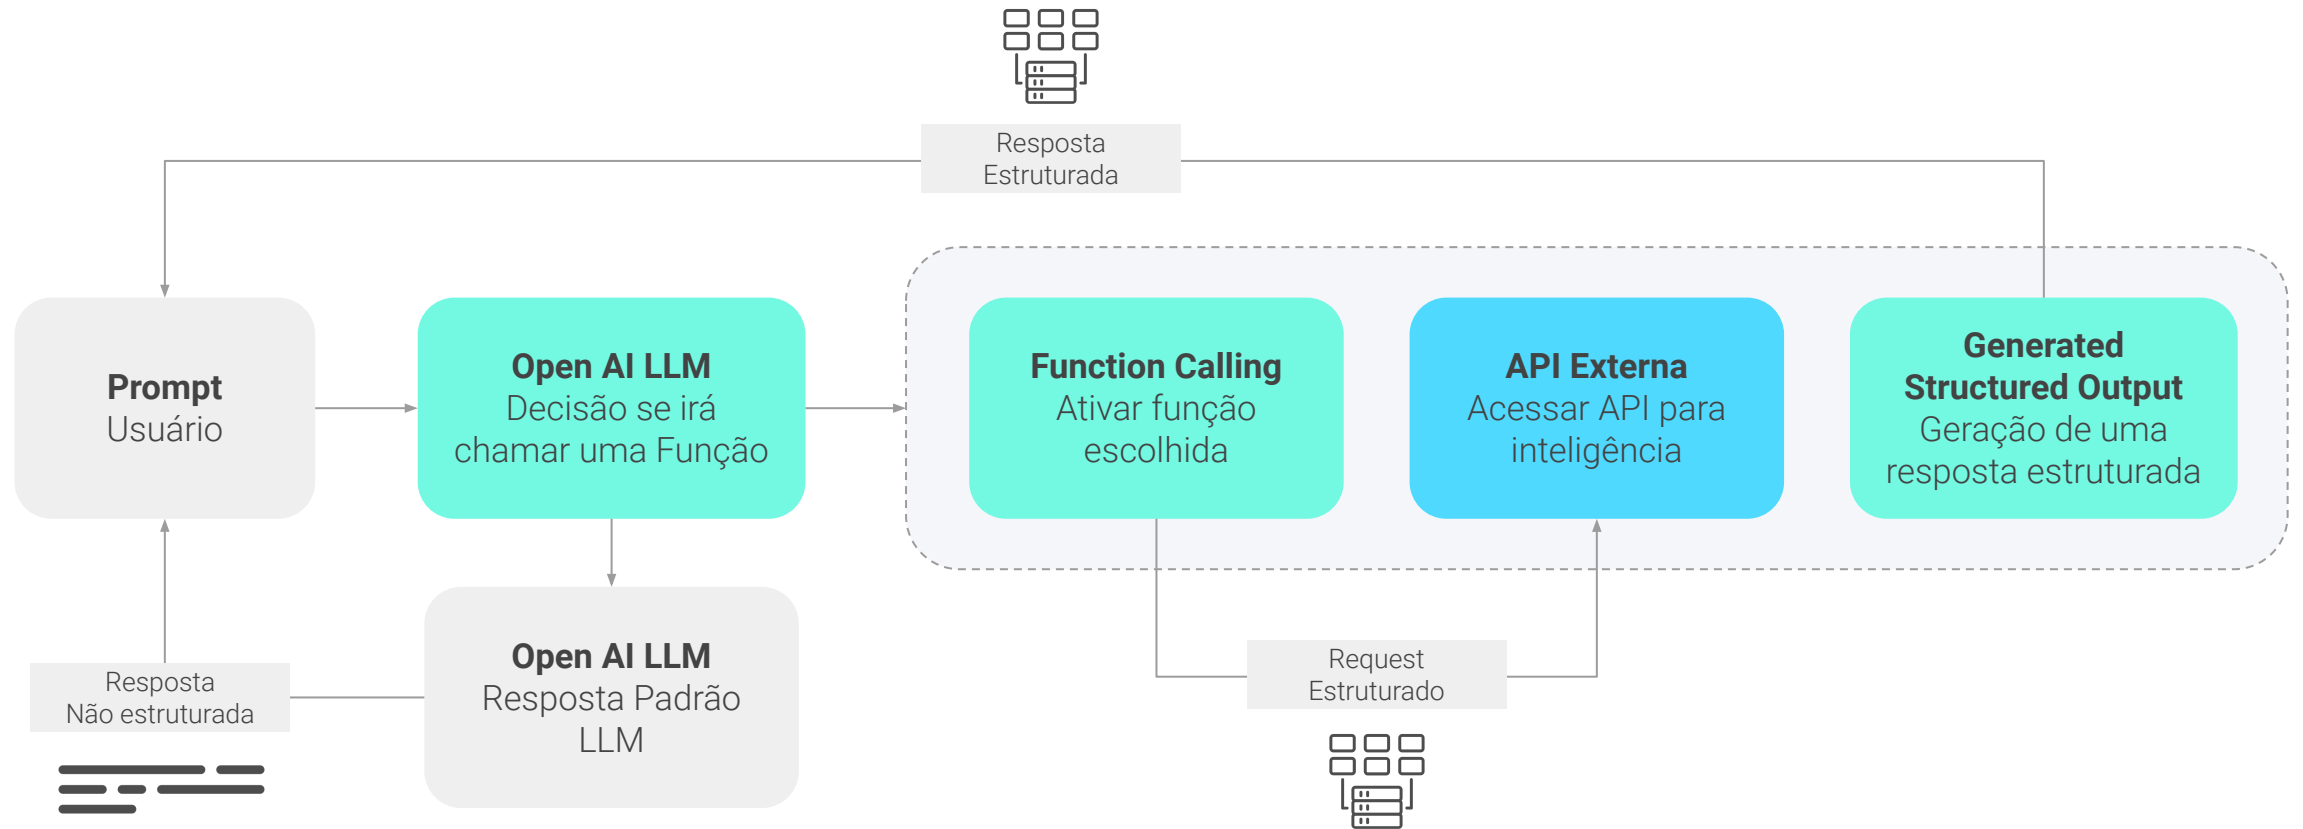 Resposta
Estruturada
Prompt
Usuário
Open AI LLM
Decisão se irá
chamar uma Função
Function Calling
Ativar função
escolhida
API Externa
Acessar API para
inteligência
Generated
Structured Output
Geração de uma
resposta estruturada
Open AI LLM
Resposta Padrão
LLM
Resposta
Não estruturada
Request
Estruturado